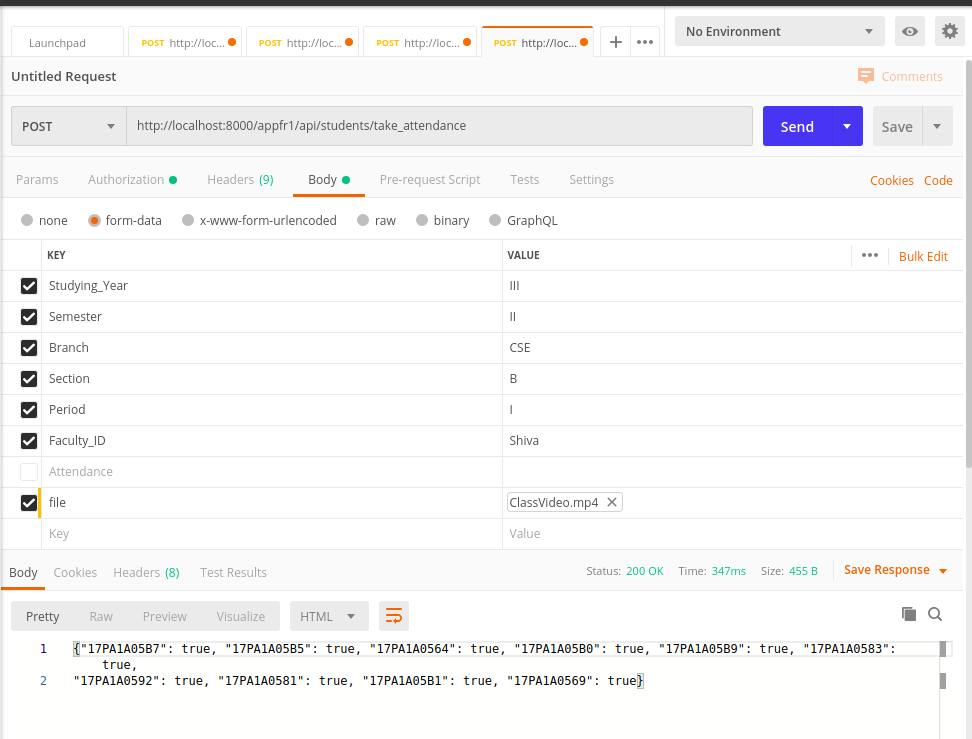 Launchpad POST http://loc... POST http://loc... POST http://loc... POST http://loc... No Environment
Untitled Request Comments
POST http://localhost:8000/appfr1/api/students/take_attendance Send Save
Params Authorization Headers (9) Body Pre-request Script Tests Settings Cookies Code
none form-data x-www-form-urlencoded raw binary GraphQL
KEY VALUE Bulk Edit
Studying_Year III
Semester II
Branch CSE
Section B
Period I
Faculty_ID Shiva
Attendance
file ClassVideo.mp4
Key Value
Body Cookies Headers (8) Test Results Status: 200 OK Time: 347ms Size: 455 B Save Response
Pretty Raw Preview Visualize HTML
1 {"17PA1A05B7": true, "17PA1A05B5": true, "17PA1A0564": true, "17PA1A05B0": true, "17PA1A05B9": true, "17PA1A0583":
true,
2 "17PA1A0592": true, "17PA1A0581": true, "17PA1A05B1": true, "17PA1A0569": true}